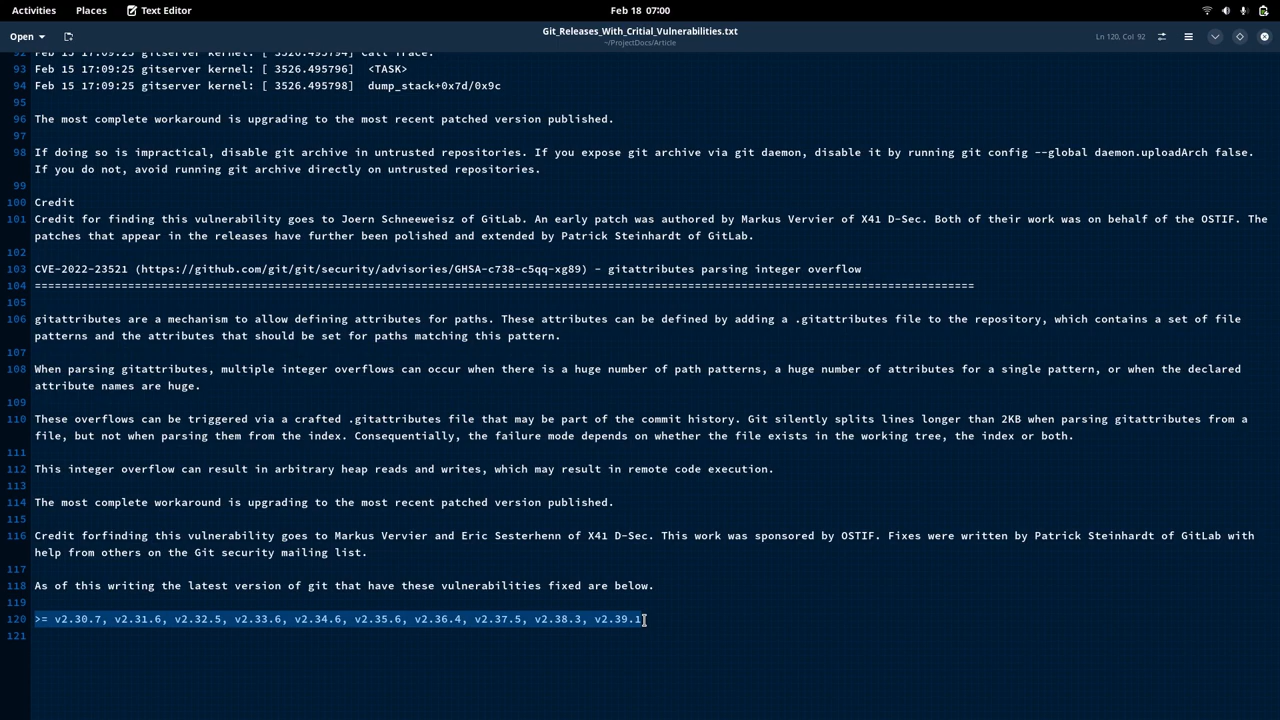 Activities Places Text Editor Feb 18 07:00
Open Git_Releases_With_Critial_Vulnerabilities.txt Ln 120, Col 92
~/ProjectDocs/Article
92 Feb 15 17:09:25 gitserver kernel: [ 3526.495794] Call Trace:
93 Feb 15 17:09:25 gitserver kernel: [ 3526.495796]  <TASK>
94 Feb 15 17:09:25 gitserver kernel: [ 3526.495798]  dump_stack+0x7d/0x9c
95
96 The most complete workaround is upgrading to the most recent patched version published.
97
98 If doing so is impractical, disable git archive in untrusted repositories. If you expose git archive via git daemon, disable it by running git config --global daemon.uploadArch false.
If you do not, avoid running git archive directly on untrusted repositories.
99
100 Credit
101 Credit for finding this vulnerability goes to Joern Schneeweisz of GitLab. An early patch was authored by Markus Vervier of X41 D-Sec. Both of their work was on behalf of the OSTIF. The
patches that appear in the releases have further been polished and extended by Patrick Steinhardt of GitLab.
102
103 CVE-2022-23521 (https://github.com/git/git/security/advisories/GHSA-c738-c5qq-xg89) - gitattributes parsing integer overflow
104 =============================================================================================================================================
105
106 gitattributes are a mechanism to allow defining attributes for paths. These attributes can be defined by adding a .gitattributes file to the repository, which contains a set of file
patterns and the attributes that should be set for paths matching this pattern.
107
108 When parsing gitattributes, multiple integer overflows can occur when there is a huge number of path patterns, a huge number of attributes for a single pattern, or when the declared
attribute names are huge.
109
110 These overflows can be triggered via a crafted .gitattributes file that may be part of the commit history. Git silently splits lines longer than 2KB when parsing gitattributes from a
file, but not when parsing them from the index. Consequentially, the failure mode depends on whether the file exists in the working tree, the index or both.
111
112 This integer overflow can result in arbitrary heap reads and writes, which may result in remote code execution.
113
114 The most complete workaround is upgrading to the most recent patched version published.
115
116 Credit forfinding this vulnerability goes to Markus Vervier and Eric Sesterhenn of X41 D-Sec. This work was sponsored by OSTIF. Fixes were written by Patrick Steinhardt of GitLab with
help from others on the Git security mailing list.
117
118 As of this writing the latest version of git that have these vulnerabilities fixed are below.
119
120 >= v2.30.7, v2.31.6, v2.32.5, v2.33.6, v2.34.6, v2.35.6, v2.36.4, v2.37.5, v2.38.3, v2.39.1
121